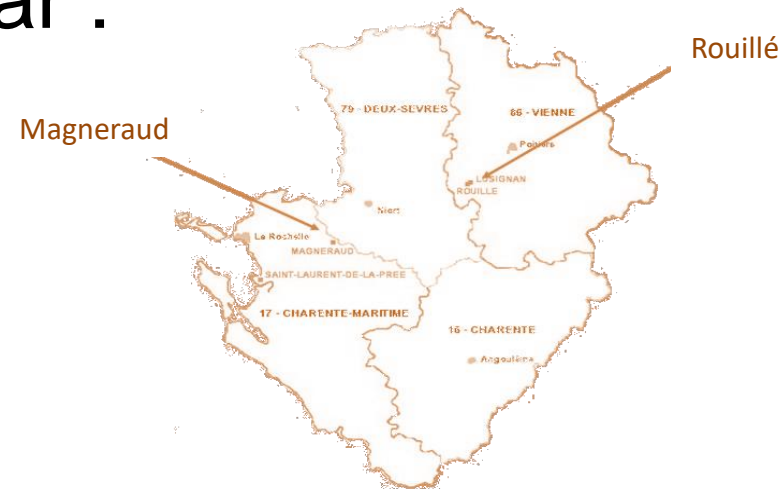 ar :
Rouillé
Magneraud
79 - DEUX-SEVRES
86 - VIENNE
Poitiers
LUSIGNAN
ROUILLE
Niort
La Rochelle
MAGNERAUD
SAINT-LAURENT-DE-LA-PREE
17 - CHARENTE-MARITIME
16 - CHARENTE
Angoulême